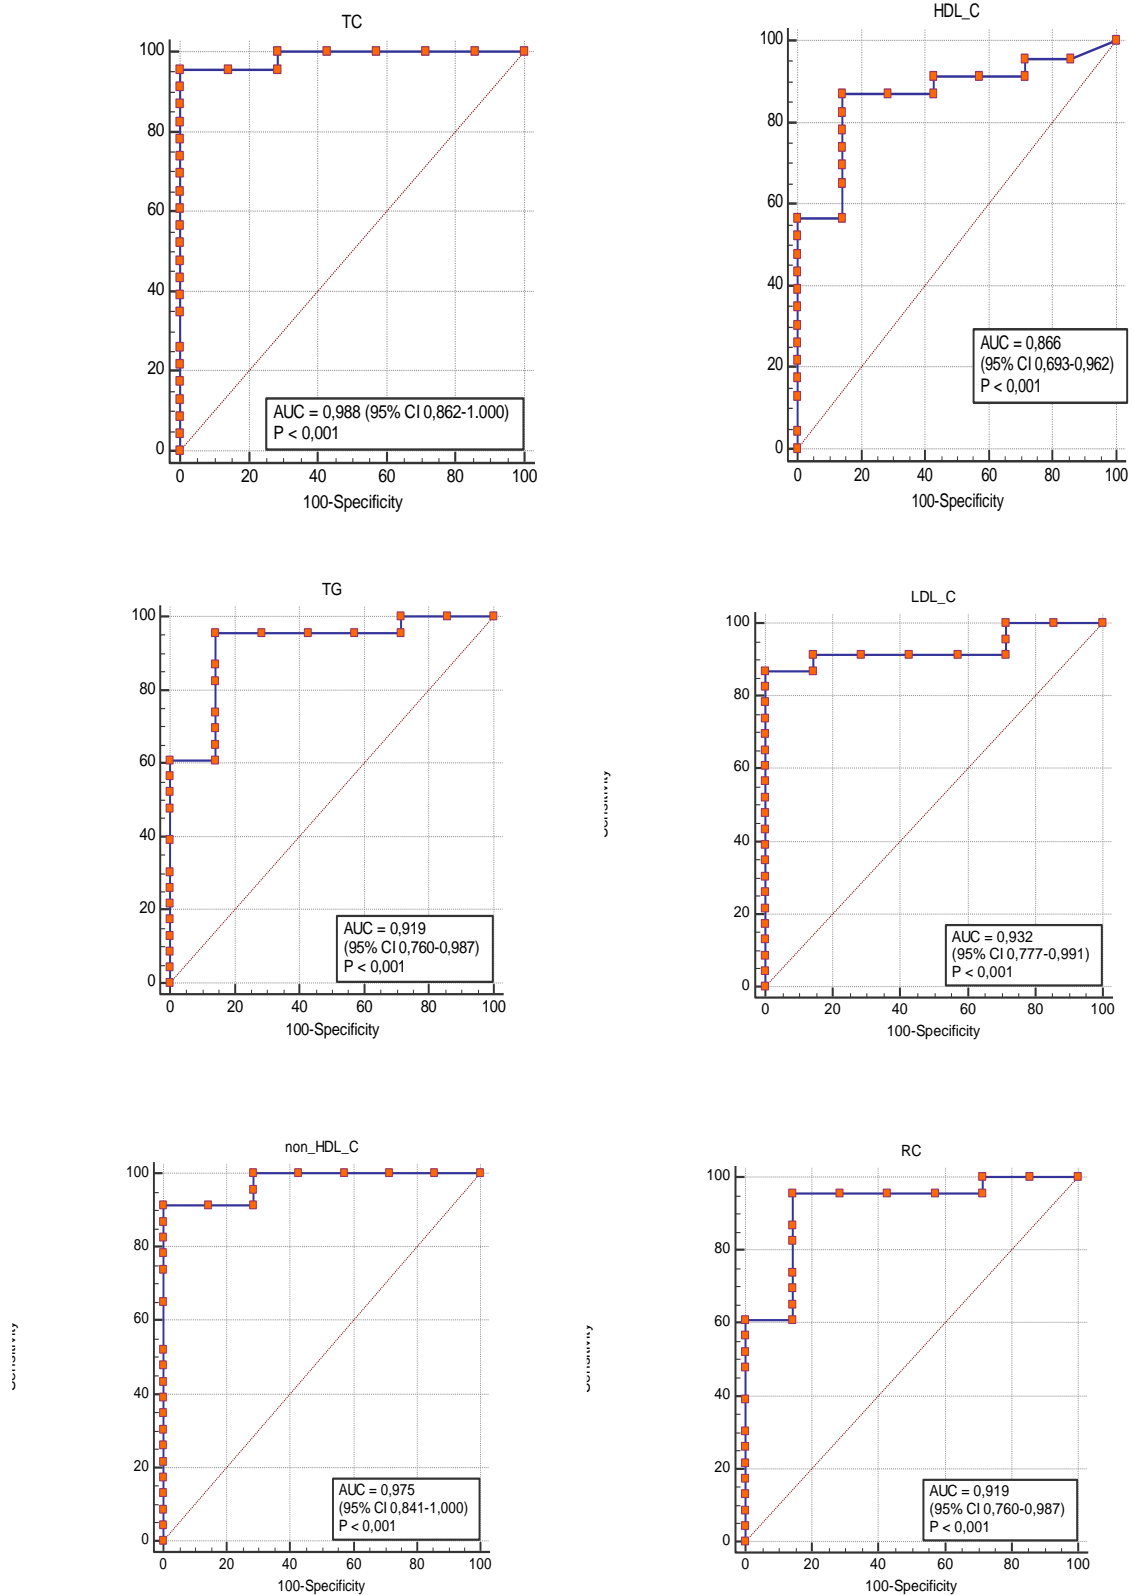 TC
100
80
60
40
20
0
AUC = 0,988 (95% CI 0,862-1.000)
P < 0,001
0 20 40 60 80 100
100-Specificity
HDL_C
100
80
60
40
20
0
AUC = 0,866
(95% CI 0,693-0,962)
P < 0,001
0 20 40 60 80 100
100-Specificity
TG
100
80
60
40
20
0
AUC = 0,919
(95% CI 0,760-0,987)
P < 0,001
0 20 40 60 80 100
100-Specificity
LDL_C
100
80
60
40
20
0
AUC = 0,932
(95% CI 0,777-0,991)
P < 0,001
0 20 40 60 80 100
100-Specificity
non_HDL_C
100
80
60
40
20
0
AUC = 0,975
(95% CI 0,841-1,000)
P < 0,001
0 20 40 60 80 100
100-Specificity
RC
100
80
60
40
20
0
AUC = 0,919
(95% CI 0,760-0,987)
P < 0,001
0 20 40 60 80 100
100-Specificity